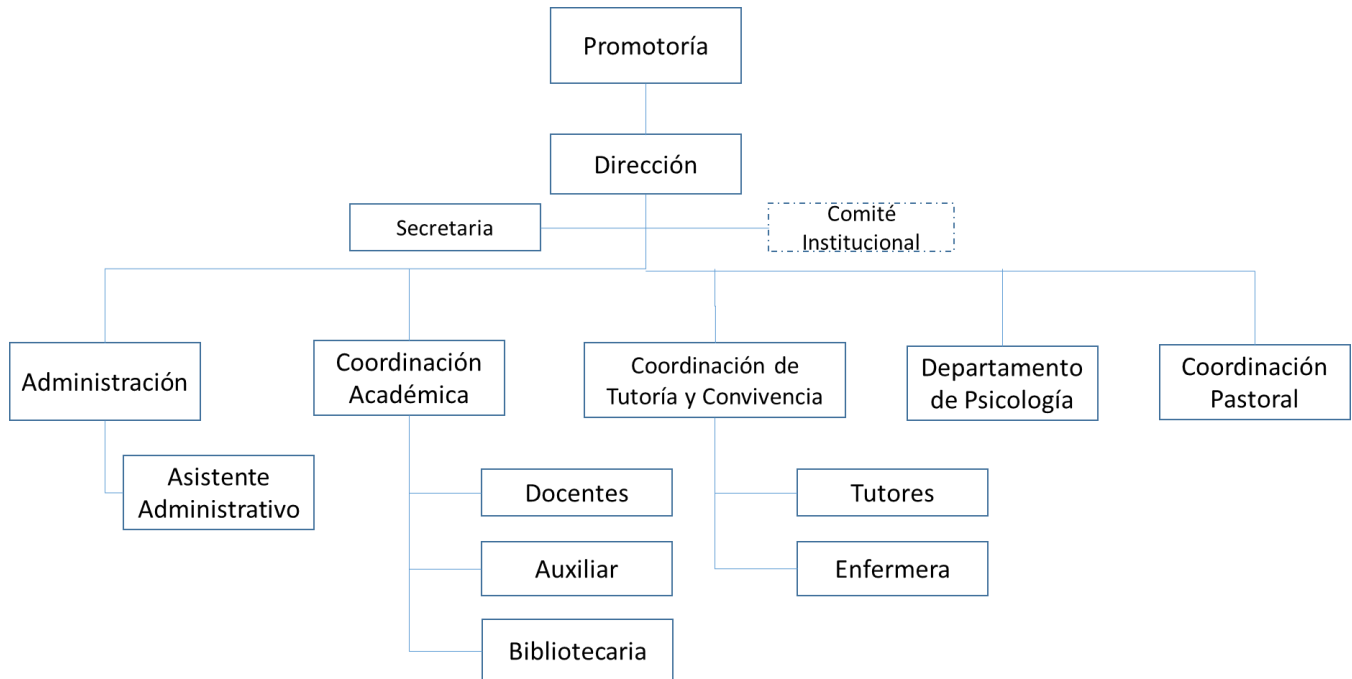 Promotoría
Dirección
Secretaria
Comité
Institucional
Administración
Coordinación
Académica
Coordinación de
Tutoría y Convivencia
Departamento
de Psicología
Coordinación
Pastoral
Asistente
Administrativo
Docentes
Tutores
Auxiliar
Enfermera
Bibliotecaria